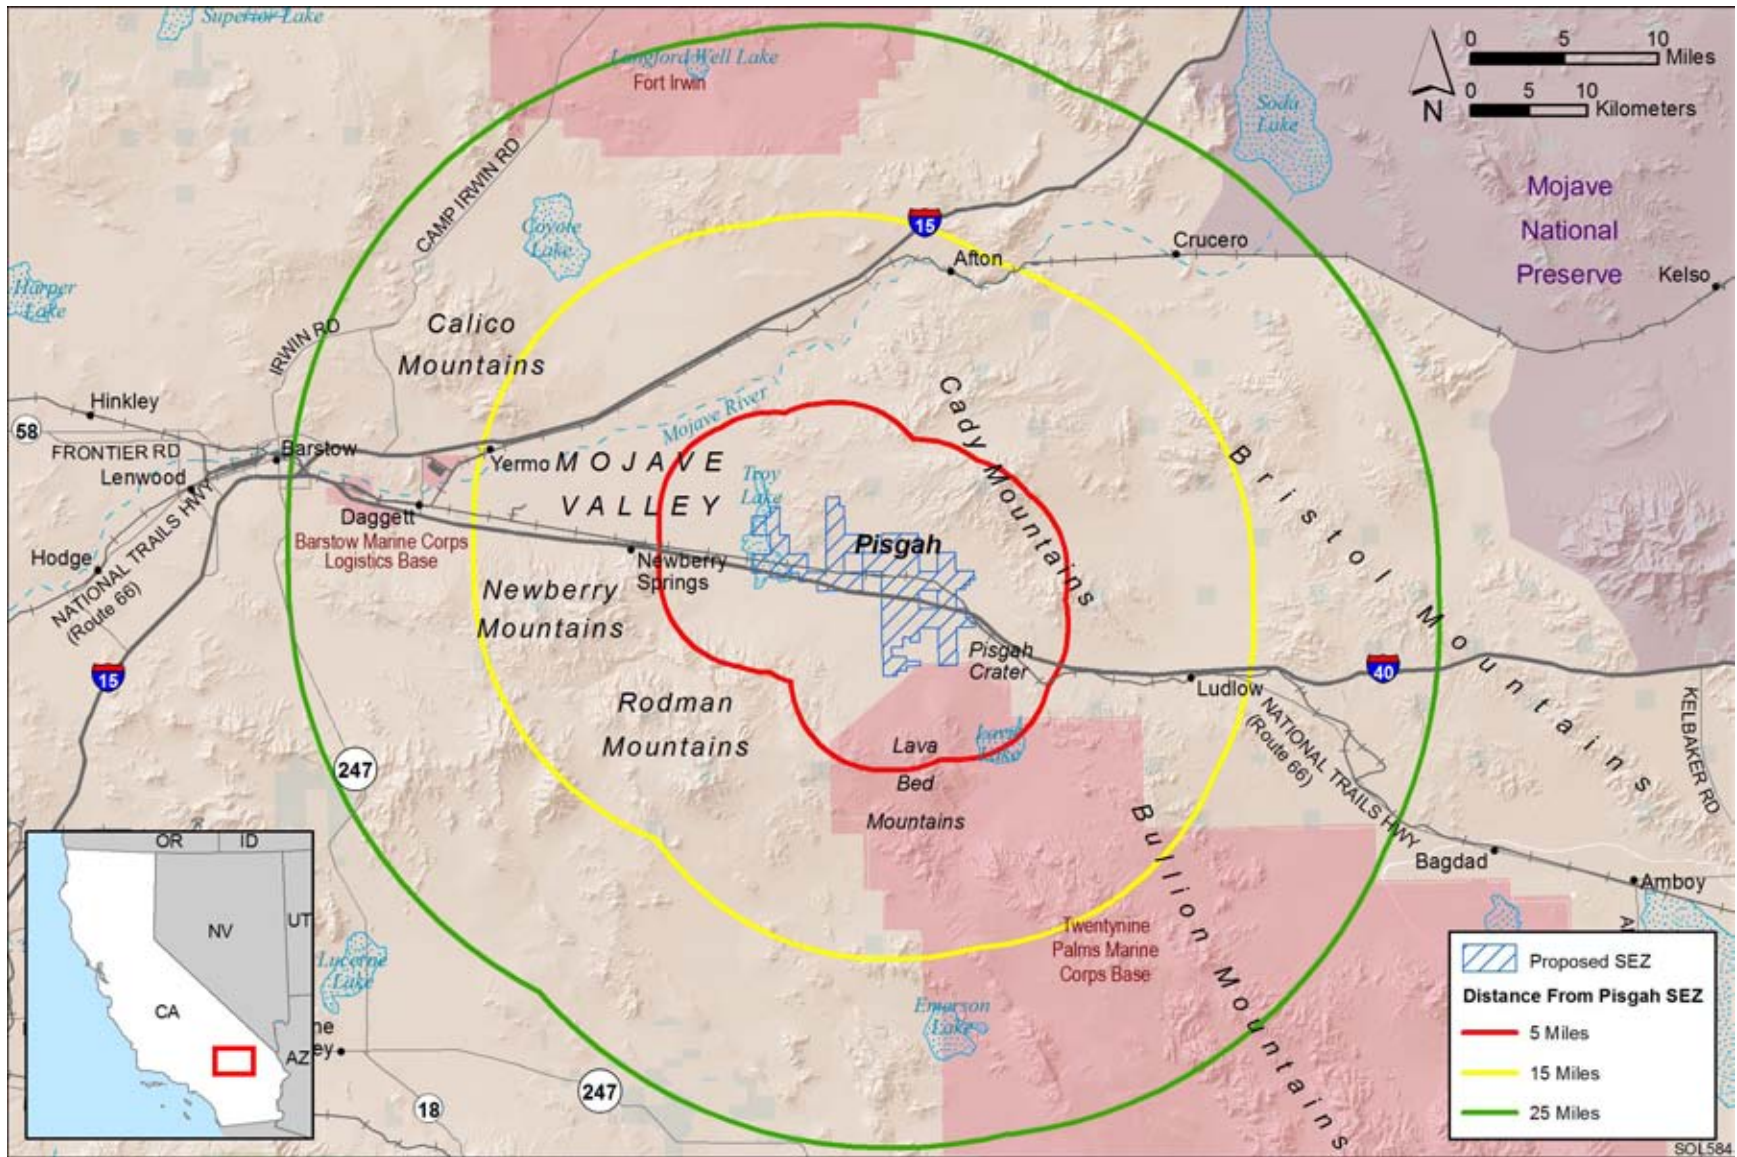 Superior Lake
Langford Well Lake
Fort Irwin
0 5 10
Miles
0 5 10
Kilometers
N
Soda
Lake
Mojave
National
Preserve
Kelso
CAMP IRWIN RD
Coyote
Lake
15
Afton
Crucero
Harper
Lake
IRWIN RD
Calico
Mountains
Hinkley
58
FRONTIER RD
Barstow
Lenwood
Yermo
Mojave River
MOJAVE
VALLEY
Troy
Lake
Cady Mountains
Bristol Mountains
Daggett
Barstow Marine Corps
Logistics Base
Hodge
NATIONAL TRAILS HWY
(Route 66)
Newberry
Springs
Pisgah
Newberry
Mountains
Pisgah
Crater
15
40
Ludlow
NATIONAL TRAILS HWY
(Route 66)
KELBAKER RD
Rodman
Mountains
247
Lava
Bed
Mountains
Lake
Bullion Mountains
Bagdad
Amboy
Twentynine
Palms Marine
Corps Base
Lucerne
Lake
Emerson
Lake
247
18
OR ID
NV
UT
CA
AZ
Proposed SEZ
Distance From Pisgah SEZ
5 Miles
15 Miles
25 Miles
SOL584